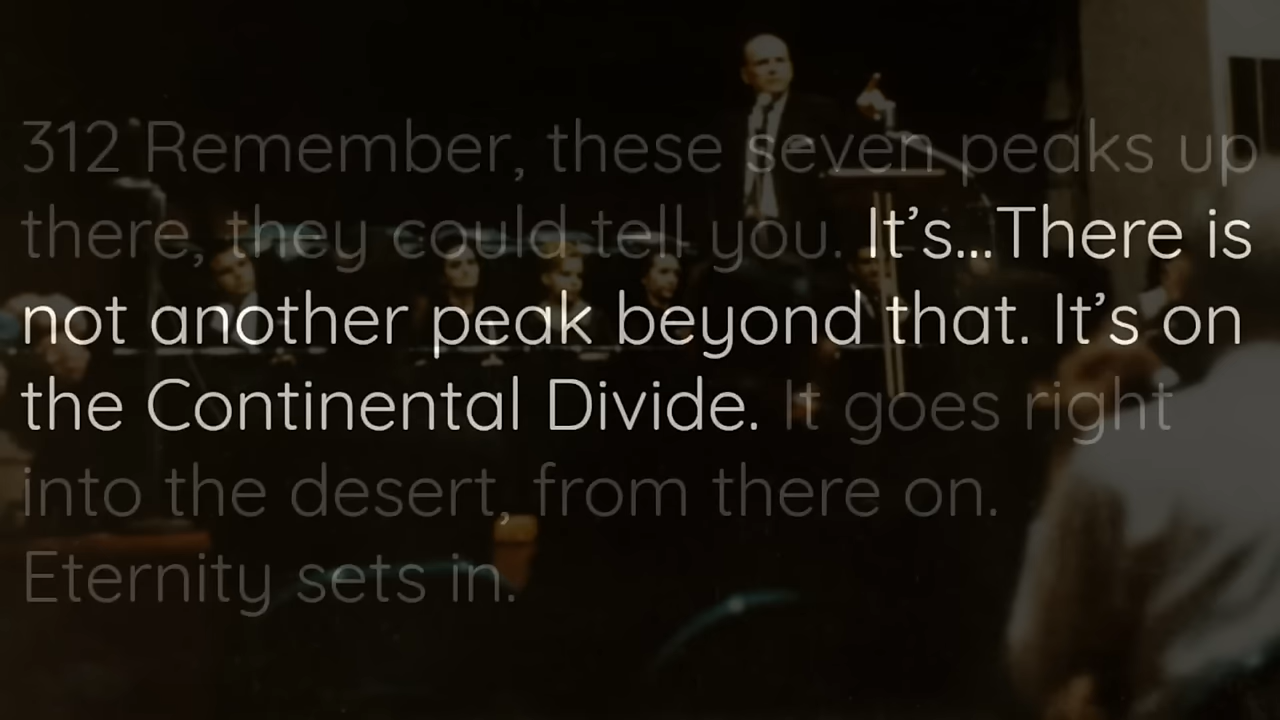 312 Remember, these seven peaks up
there, they could tell you. It’s...There is
not another peak beyond that. It’s on
the Continental Divide. It goes right
into the desert, from there on.
Eternity sets in.